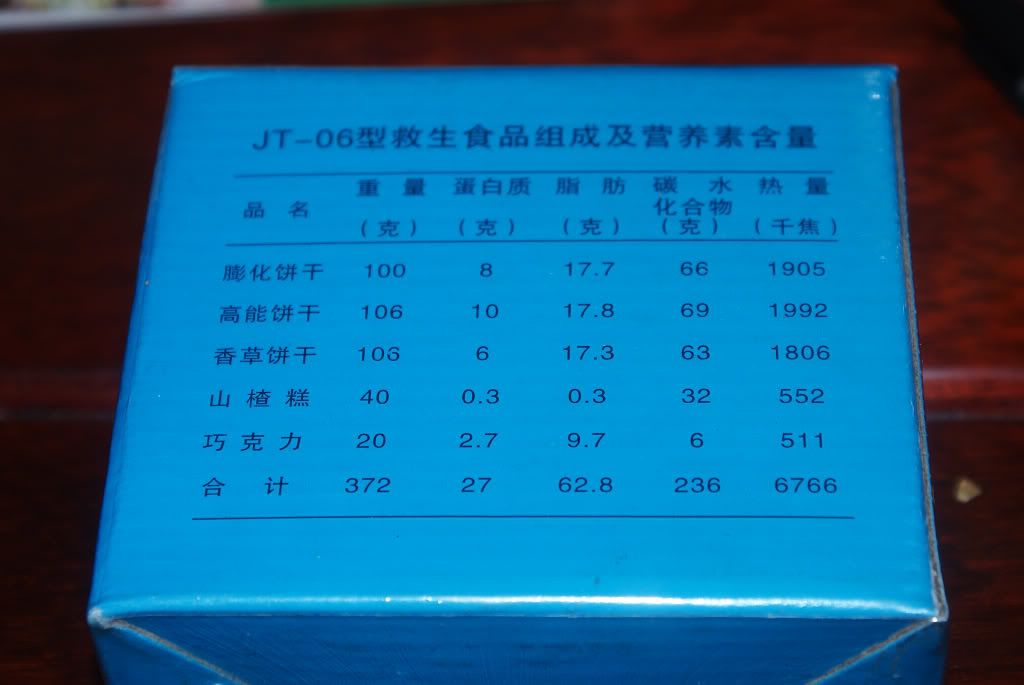 JT-06型救生食品组成及营养素含量
品名 重量（克） 蛋白质（克） 脂肪（克） 碳水化合物（克） 热量（千焦）
膨化饼干 100 8 17.7 66 1905
高能饼干 106 10 17.8 69 1992
香草饼干 106 6 17.3 63 1806
山楂糕 40 0.3 0.3 32 552
巧克力 20 2.7 9.7 6 511
合计 372 27 62.8 236 6766